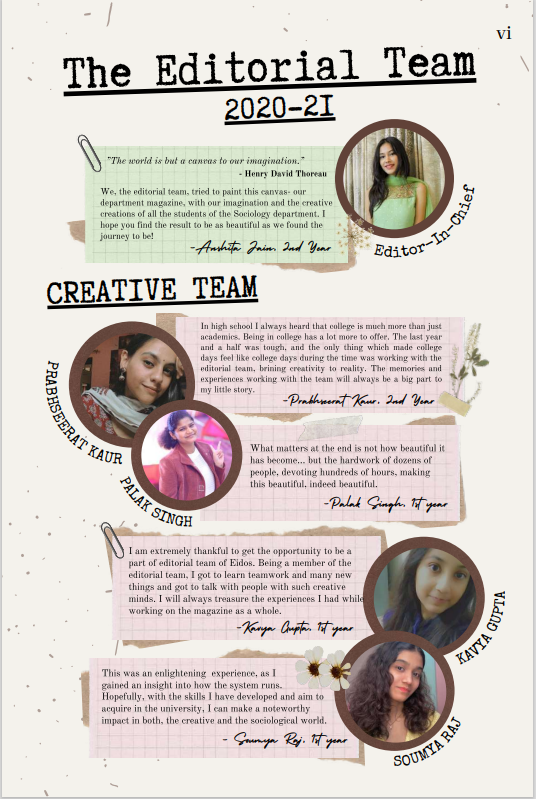 vi
The Editorial Team
2020-21
"The world is but a canvas to our imagination."
- Henry David Thoreau
We, the editorial team, tried to paint this canvas- our
department magazine, with our imagination and the creative
creations of all the students of the Sociology department. I
hope you find the result to be as beautiful as we found the
journey to be!
-Anshita Jain, 2nd Year
Editor-In-Chief
CREATIVE TEAM
In high school I always heard that college is much more than just
academics. Being in college has a lot more to offer. The last year
and a half was tough, and the only thing which made college
days feel like college days during the time was working with the
editorial team, brining creativity to reality. The memories and
experiences working with the team will always be a big part to
my little story.
-Prabhseerat Kaur, 2nd Year
PRABHSEERAT KAUR
What matters at the end is not how beautiful it
has become... but the hardwork of dozens of
people, devoting hundreds of hours, making
this beautiful, indeed beautiful.
-Palak Singh, 1st year
PALAK SINGH
I am extremely thankful to get the opportunity to be a
part of editorial team of Eidos. Being a member of the
editorial team, I got to learn teamwork and many new
things and got to talk with people with such creative
minds. I will always treasure the experiences I had while
working on the magazine as a whole.
-Kavya Gupta, 1st year
KAVYA GUPTA
This was an enlightening experience, as I
gained an insight into how the system runs.
Hopefully, with the skills I have developed and aim to
acquire in the university, I can make a noteworthy
impact in both, the creative and the sociological world.
- Soumya Raj, 1st year
SOUMYA RAJ